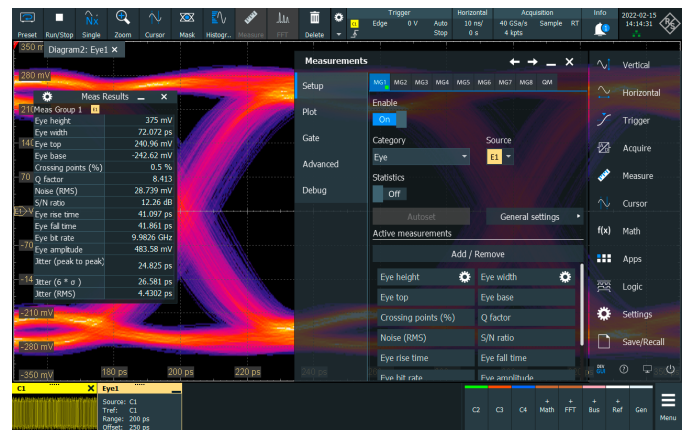 Trigger Horizontal Acquisition Info 2022-02-15
Preset Run/Stop Single Zoom Cursor Mask Histogr.. Measure FFT Delete
Edge 0 V Auto 10 ns/ 40 GSa/s Sample RT 14:14:31
Stop 0 s 4 kpts
350 m Diagram2: Eye1 ×
280 mV
Meas Results
Meas Group 1 E1
Eye height 375 mV
Eye width 72.072 ps
Eye top 240.96 mV
Eye base -242.62 mV
Crossing points (%) 0.5 %
Q factor 8.413
Noise (RMS) 28.739 mV
S/N ratio 12.26 dB
Eye rise time 41.097 ps
Eye fall time 41.861 ps
Eye bit rate 9.9826 GHz
Eye amplitude 483.58 mV
Jitter (peak to peak) 24.825 ps
Jitter (6 * σ ) 26.581 ps
Jitter (RMS) 4.4302 ps
210
140
-70
-14
-210 mV
-280 mV
-350 mV 180 ps 200 ps 220 ps
Measurements
Setup
Plot
Gate
Advanced
Debug
MG1 MG2 MG3 MG4 MG5 MG6 MG7 MG8 QM
Enable
On
Category Source
Eye E1
Statistics
Off
Autoset General settings
Active measurements
Add / Remove
Eye height Eye width
Eye top Eye base
Crossing points (%) Q factor
Noise (RMS) S/N ratio
Eye rise time Eye fall time
Eye bit rate Eye amplitude
Vertical
Horizontal
Trigger
Acquire
Measure
Cursor
f(x) Math
Apps
Logic
Settings
Save/Recall
C1 X Eye1
Source: C1
Tref: C1
Range: 200 ps
Offset: 250 ps
C2 C3 C4 Math FFT Bus Ref Gen Menu